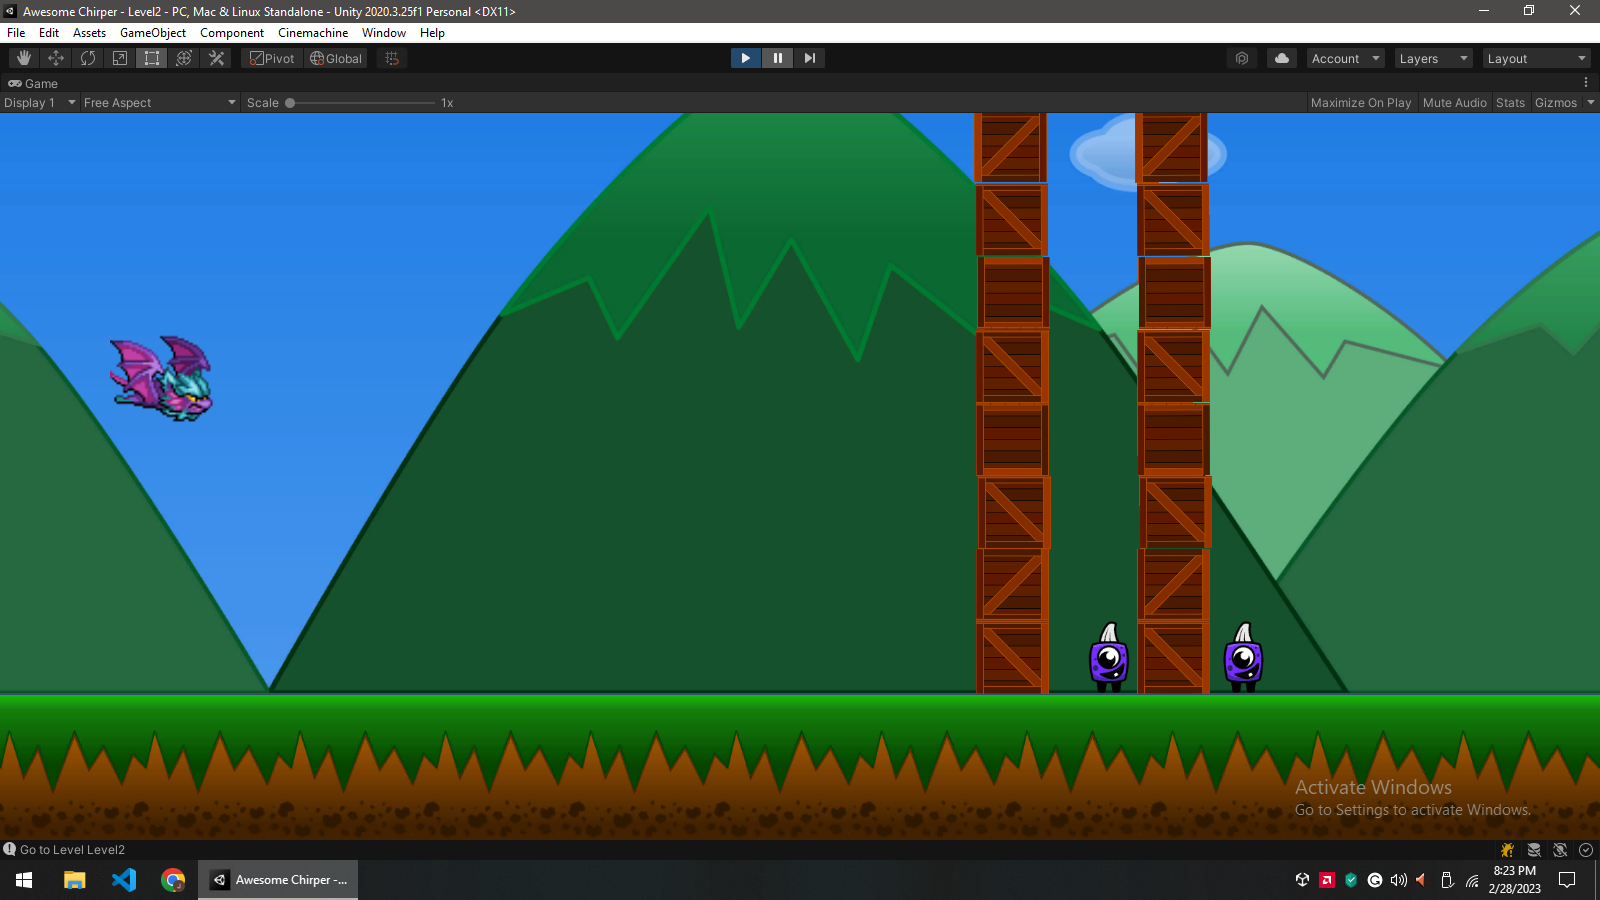 Awesome Chirper - Level2 - PC, Mac & Linux Standalone - Unity 2020.3.25f1 Personal <DX11>
File Edit Assets GameObject Component Cinemachine Window Help
Pivot Global Account Layers Layout
Game
Display 1 Free Aspect Scale 1x Maximize On Play Mute Audio Stats Gizmos
Activate Windows
Go to Settings to activate Windows.
Go to Level Level2
Awesome Chirper -...
8:23 PM
2/28/2023